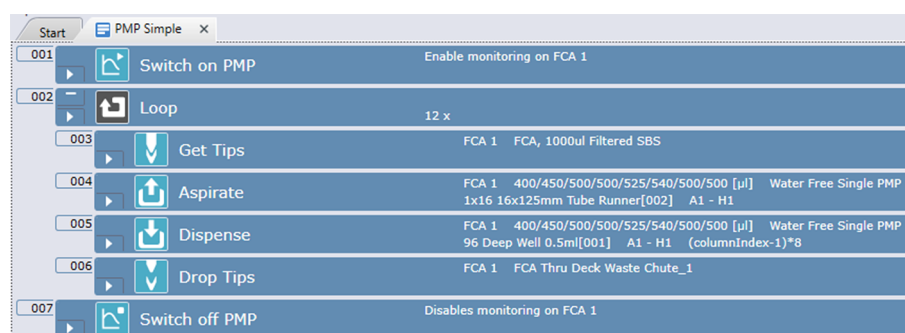 Start PMP Simple
001 Switch on PMP Enable monitoring on FCA 1
002 Loop 12 x
003 Get Tips FCA 1 FCA, 1000ul Filtered SBS
004 Aspirate FCA 1 400/450/500/500/525/540/500/500 [µl] Water Free Single PMP
1x16 16x125mm Tube Runner[002] A1 - H1
005 Dispense FCA 1 400/450/500/500/525/540/500/500 [µl] Water Free Single PMP
96 Deep Well 0.5ml[001] A1 - H1 (columnIndex-1)*8
006 Drop Tips FCA 1 FCA Thru Deck Waste Chute_1
007 Switch off PMP Disables monitoring on FCA 1